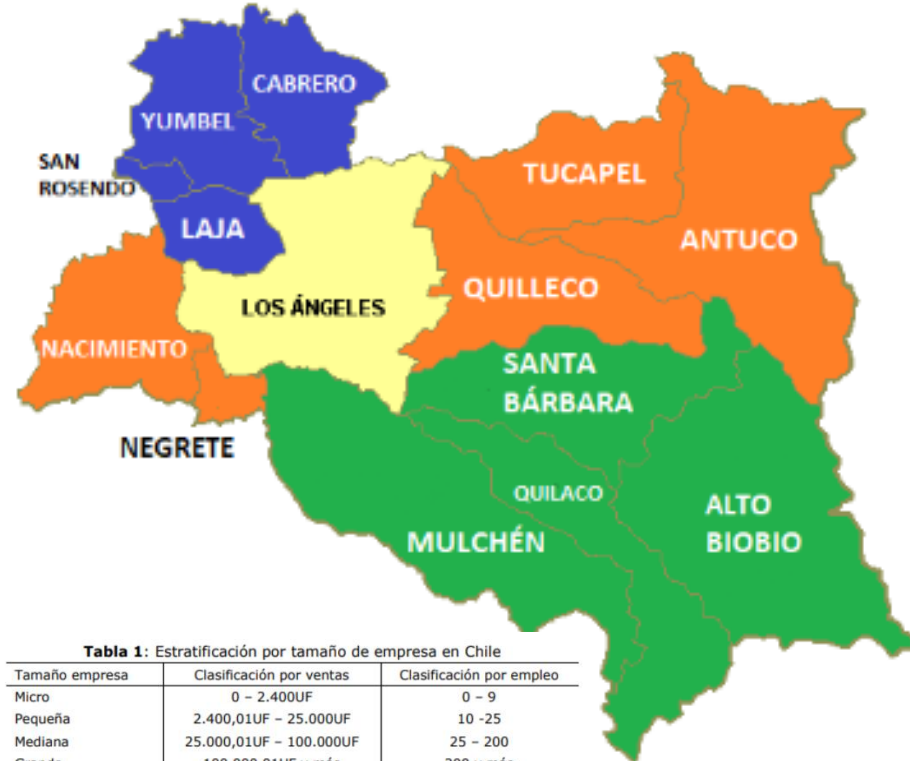 CABRERO
YUMBEL
SAN
ROSENDO
TUCAPEL
LAJA
ANTUCO
QUILLECO
LOS ÁNGELES
NACIMIENTO
SANTA
BÁRBARA
NEGRETE
QUILACO
ALTO
BIOBIO
MULCHÉN
Tabla 1: Estratificación por tamaño de empresa en Chile
Tamaño empresa Clasificación por ventas Clasificación por empleo
Micro 0 – 2.400UF 0 – 9
Pequeña 2.400,01UF – 25.000UF 10 -25
Mediana 25.000,01UF – 100.000UF 25 – 200